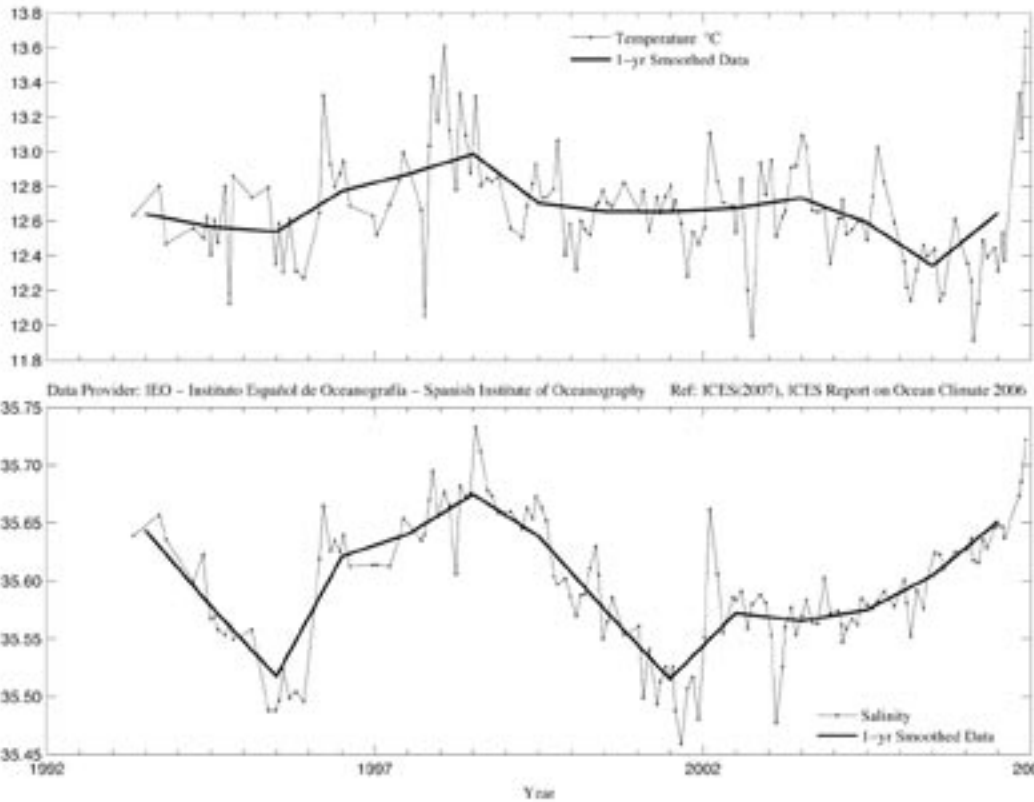 13.8
13.6
13.4
13.2
13.0
12.8
12.6
12.4
12.2
12.0
11.8
Temperature °C
1-yr Smoothed Data
Data Provider: IEO – Instituto Español de Oceanografía – Spanish Institute of Oceanography Ref: ICES(2007), ICES Report on Ocean Climate 2006
35.75
35.70
35.65
35.60
35.55
35.50
35.45
Salinity
1-yr Smoothed Data
1992 1997 2002 200
Year